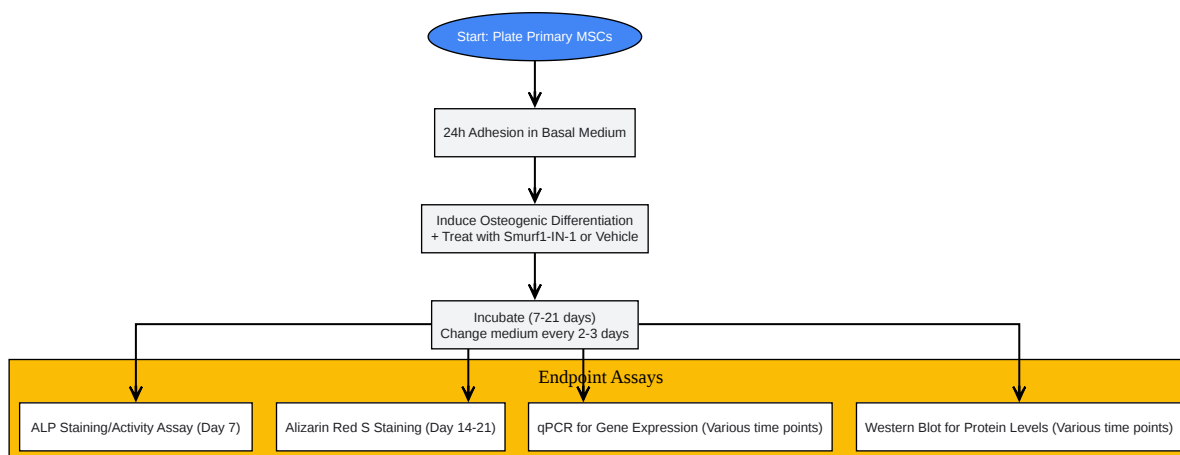 Start: Plate Primary MSCs
24h Adhesion in Basal Medium
Induce Osteogenic Differentiation
+ Treat with Smurf1-IN-1 or Vehicle
Incubate (7-21 days)
Change medium every 2-3 days
Endpoint Assays
ALP Staining/Activity Assay (Day 7)
Alizarin Red S Staining (Day 14-21)
qPCR for Gene Expression (Various time points)
Western Blot for Protein Levels (Various time points)